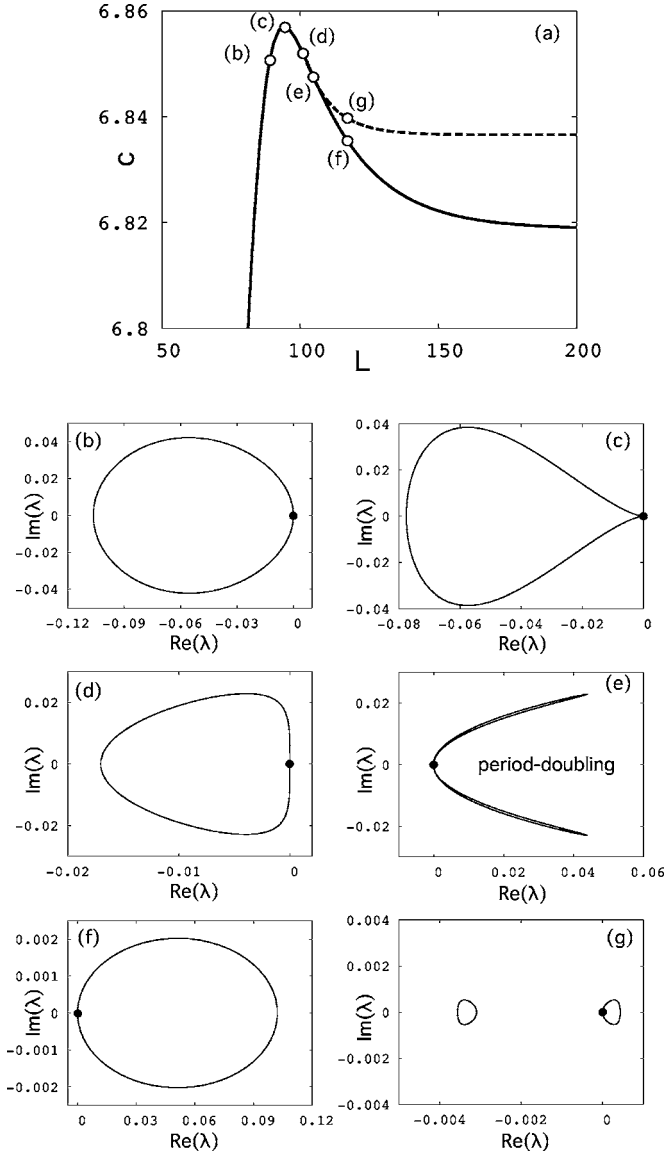 6.86
(c)
(a)
(b)
(d)
(e)
(g)
6.84
(f)
c
6.82
6.8
50
100
150
200
L
(b)
0.04
0.02
0
-0.02
-0.04
Im(λ)
-0.12
-0.09
-0.06
-0.03
0
Re(λ)
(c)
0.04
0.02
0
-0.02
-0.04
Im(λ)
-0.08
-0.06
-0.04
-0.02
0
Re(λ)
(d)
0.02
0
-0.02
Im(λ)
-0.02
-0.01
0
Re(λ)
(e)
0.02
0
-0.02
Im(λ)
period-doubling
0
0.02
0.04
0.06
Re(λ)
(f)
0.002
0.001
0
-0.001
-0.002
Im(λ)
0
0.03
0.06
0.09
0.12
Re(λ)
(g)
0.004
0.002
0
-0.002
-0.004
Im(λ)
-0.004
-0.002
0
Re(λ)